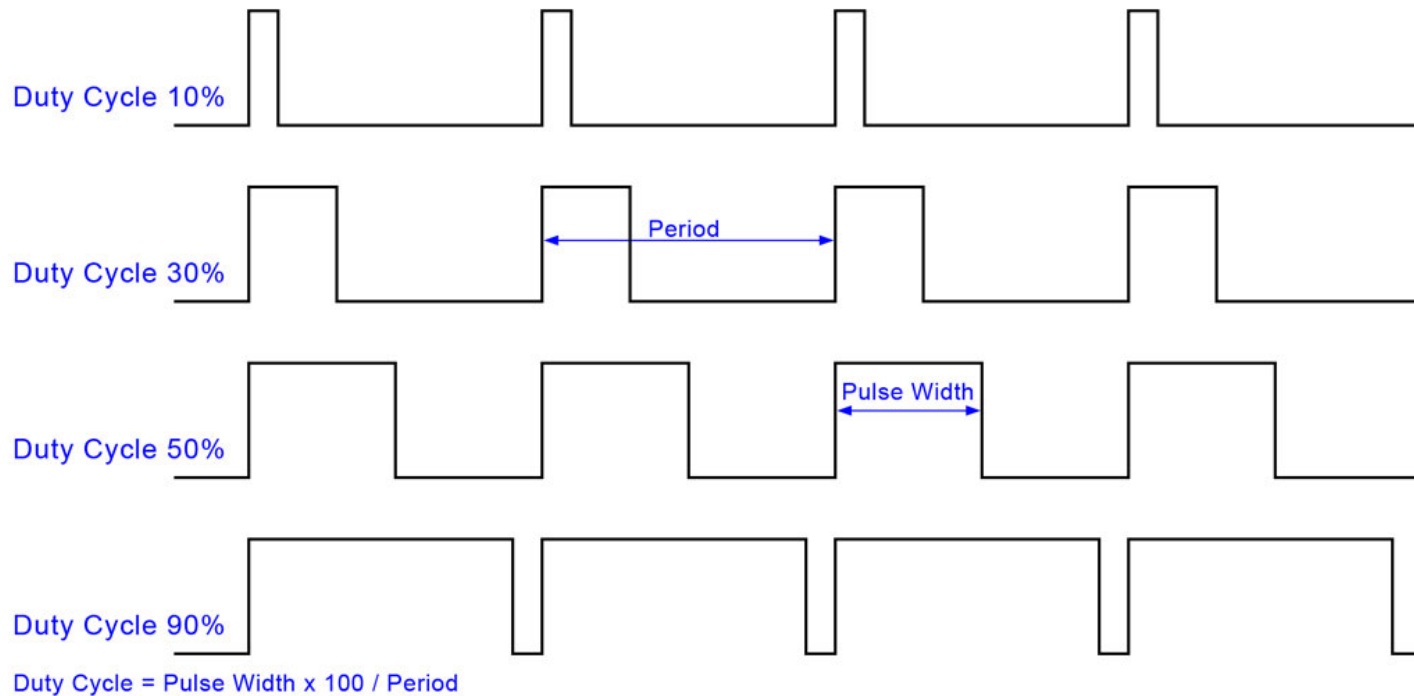 Duty Cycle 10%
Period
Duty Cycle 30%
Pulse Width
Duty Cycle 50%
Duty Cycle 90%
Duty Cycle = Pulse Width x 100 / Period